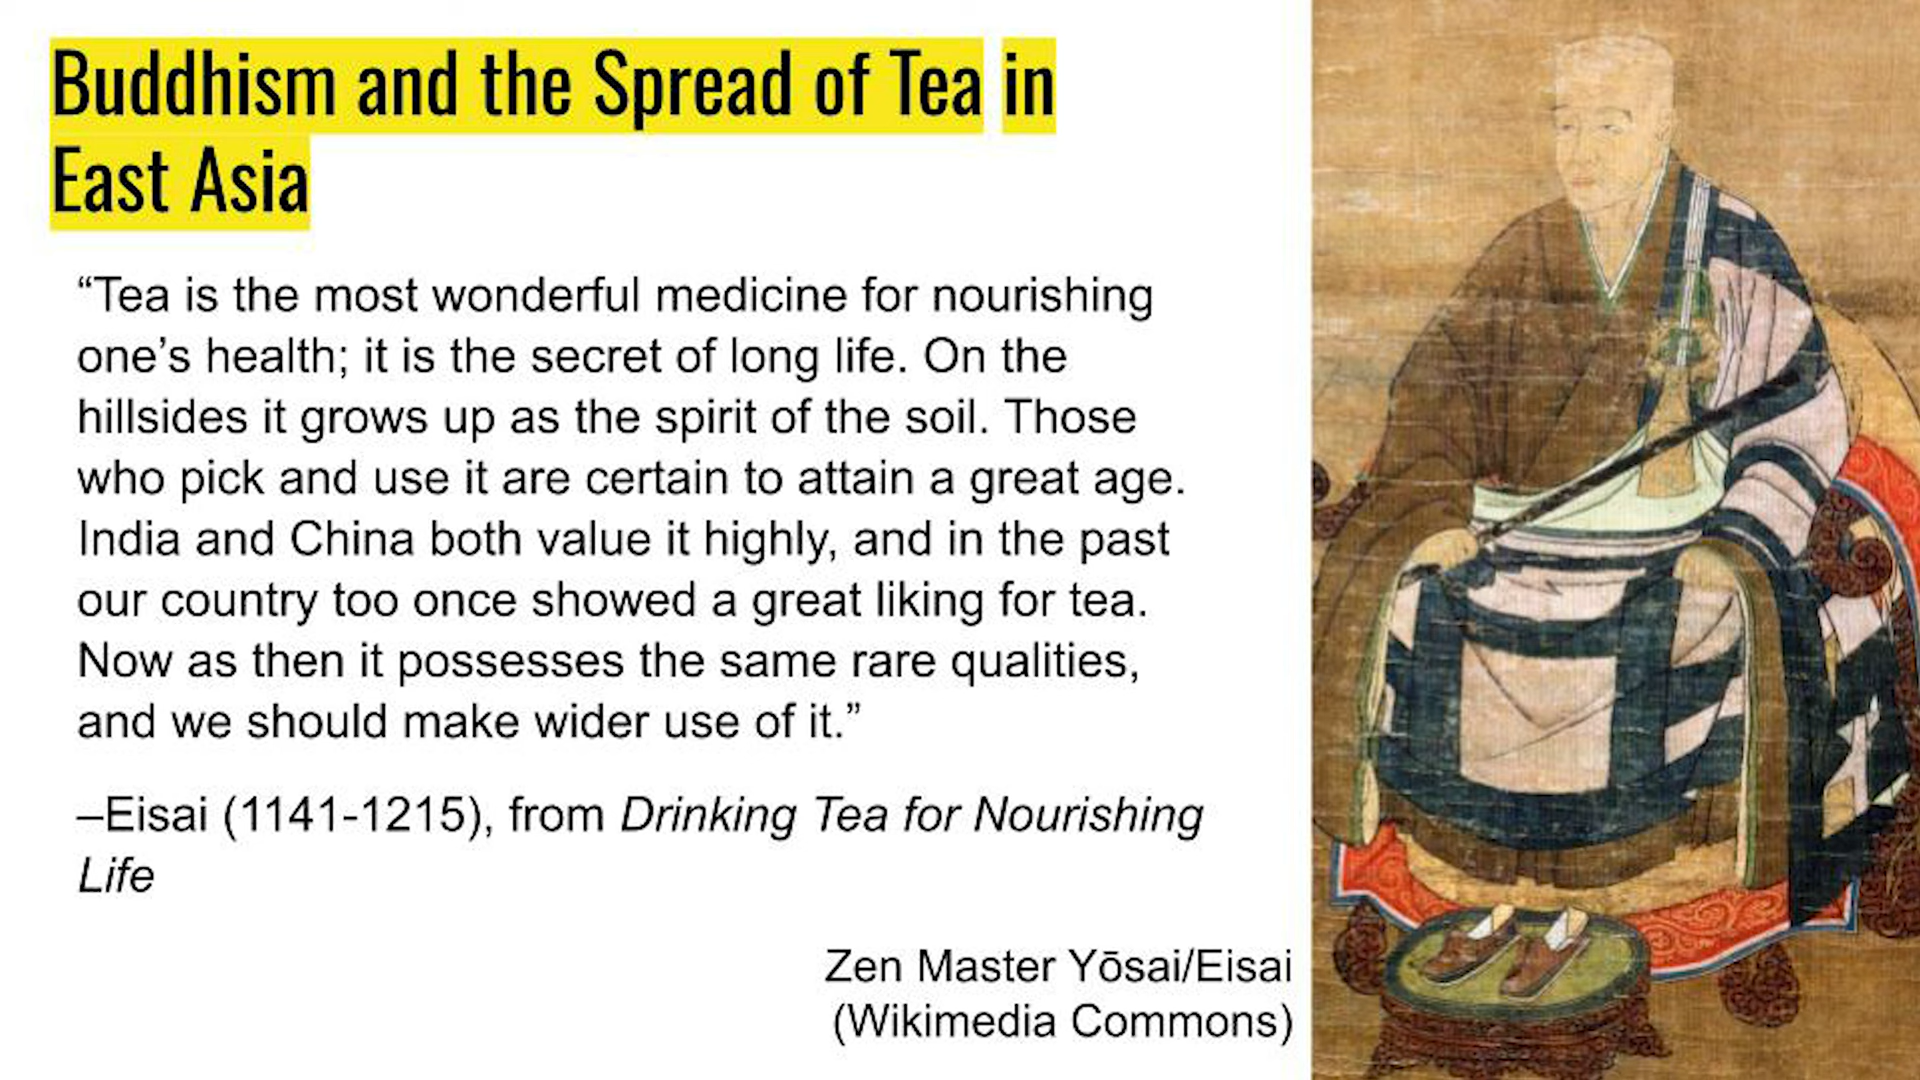 Buddhism and the Spread of Tea in
East Asia
“Tea is the most wonderful medicine for nourishing
one’s health; it is the secret of long life. On the
hillsides it grows up as the spirit of the soil. Those
who pick and use it are certain to attain a great age.
India and China both value it highly, and in the past
our country too once showed a great liking for tea.
Now as then it possesses the same rare qualities,
and we should make wider use of it.”
–Eisai (1141-1215), from Drinking Tea for Nourishing
Life
Zen Master Yōsai/Eisai
(Wikimedia Commons)